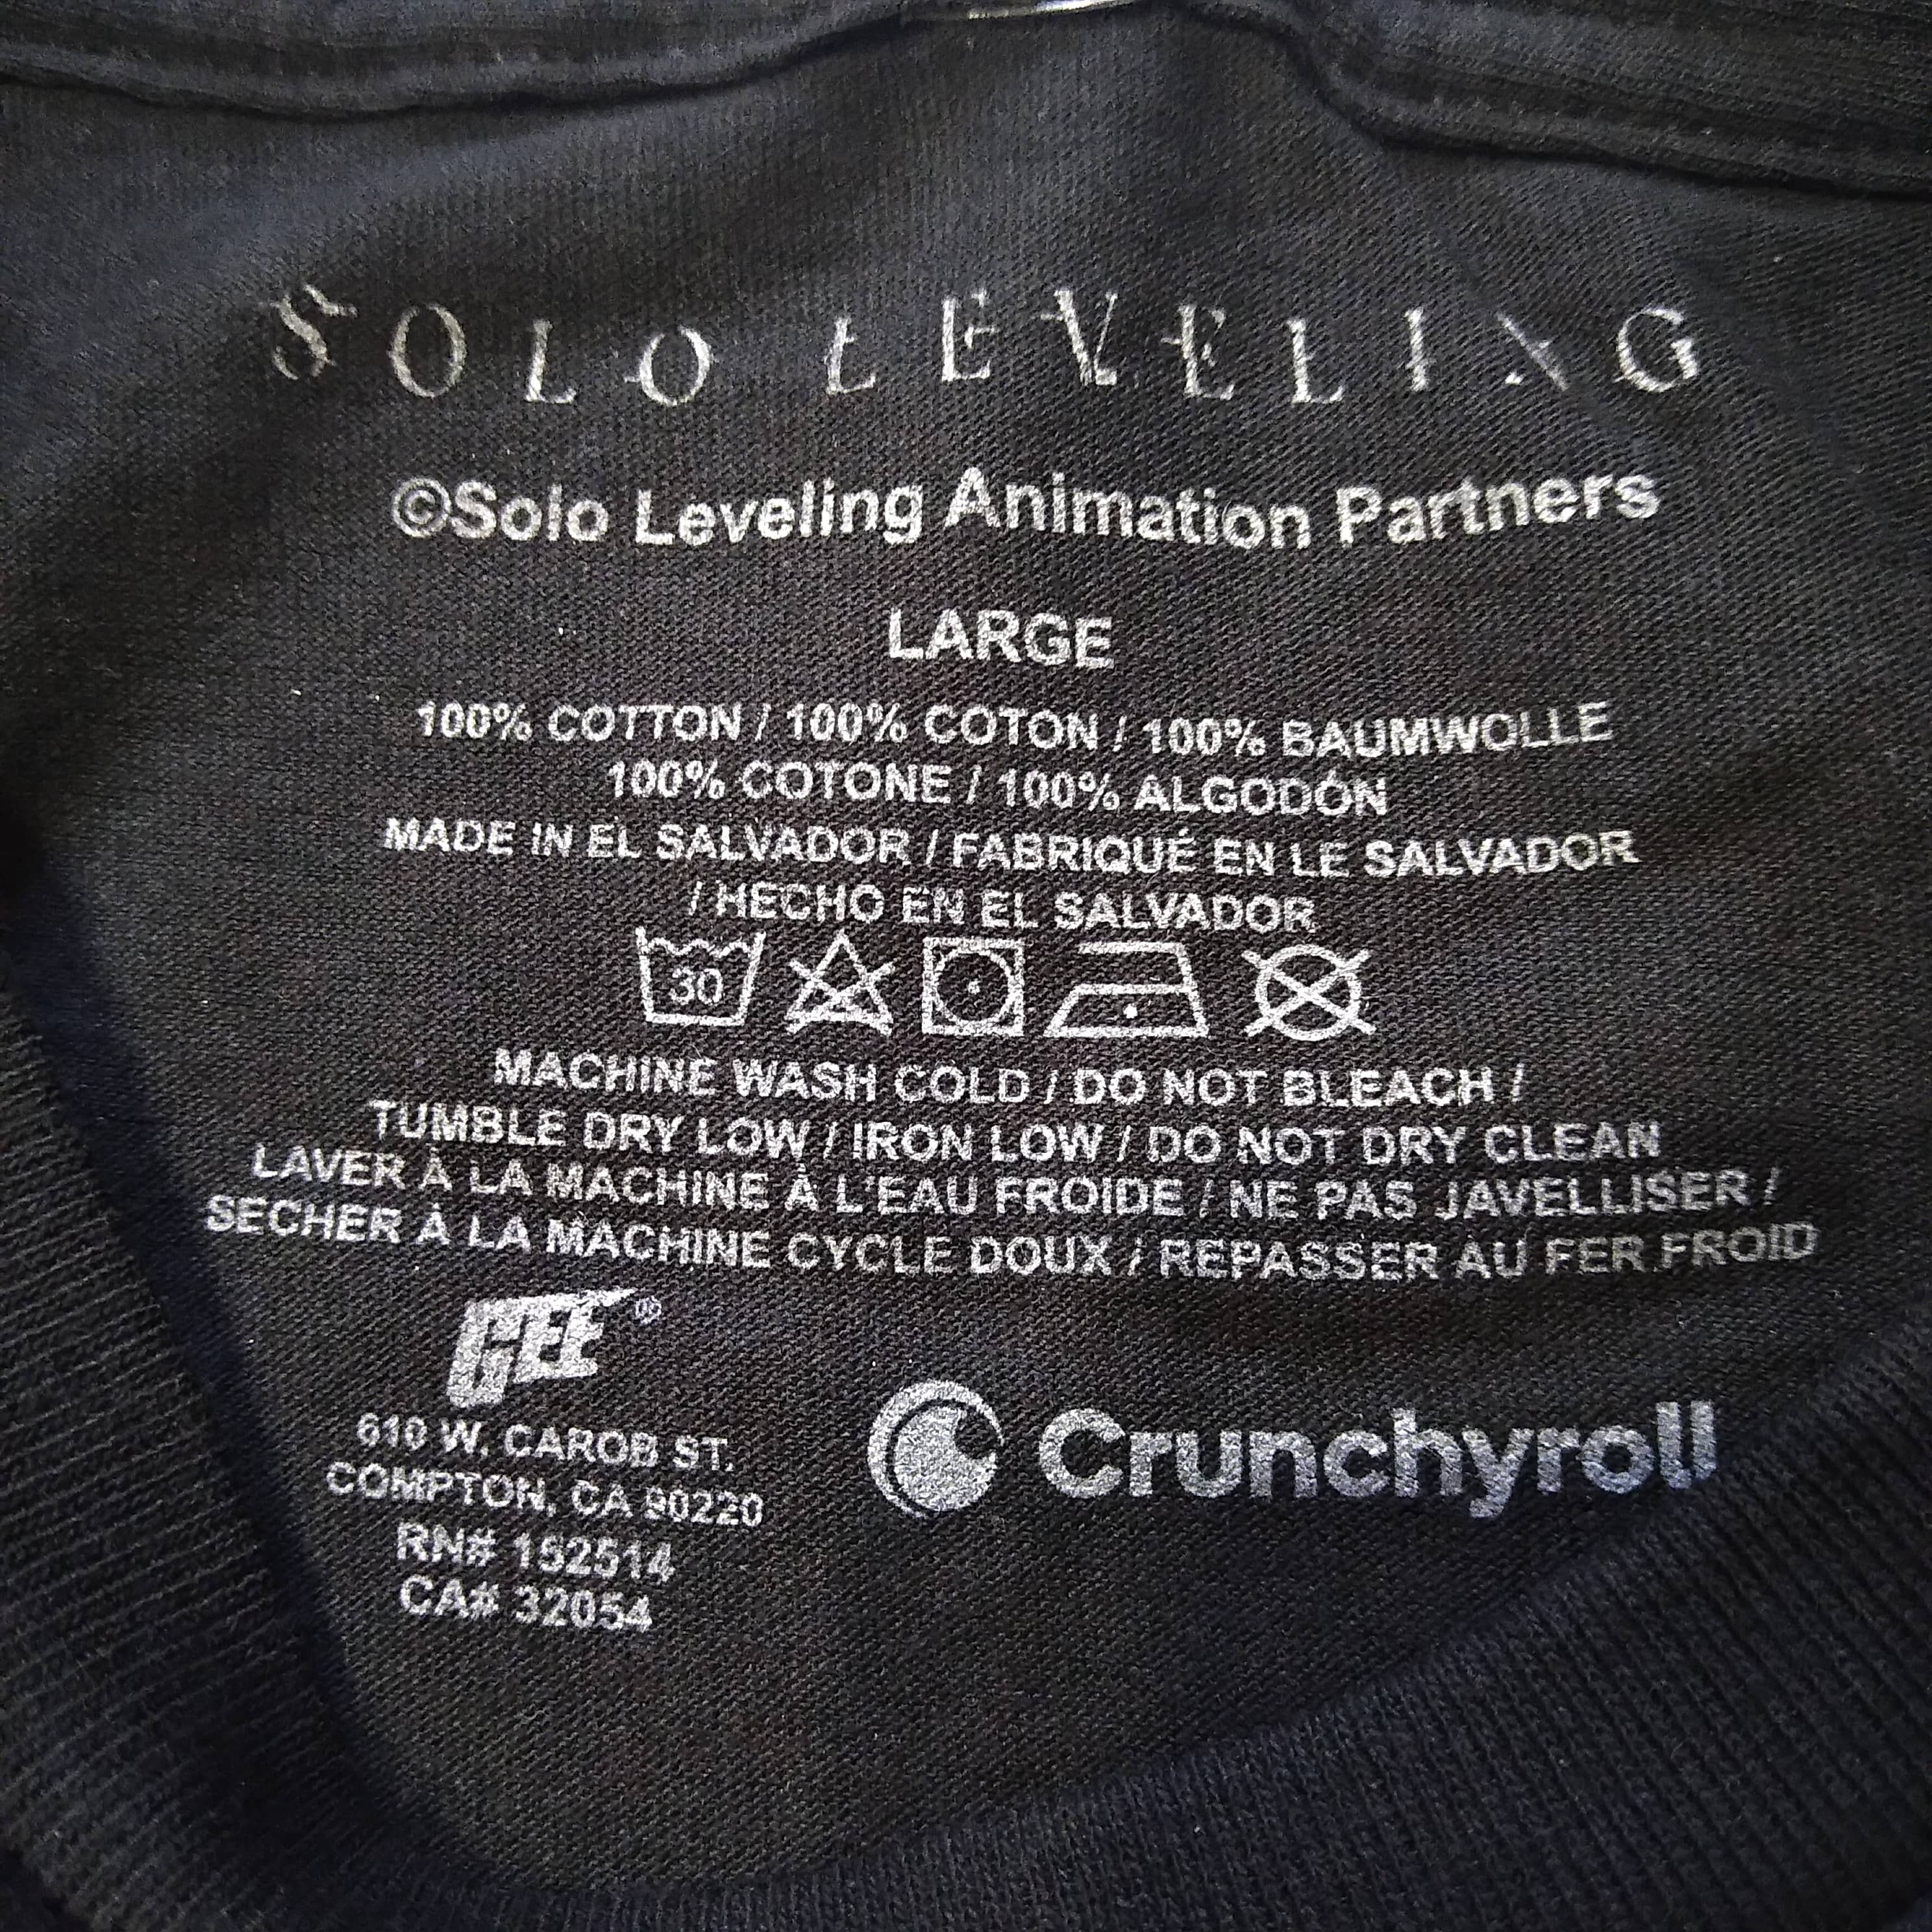 SOLO LEVELING
©Solo Leveling Animation Partners
LARGE
100% COTTON / 100% COTON / 100% BAUMWOLLE
100% COTONE / 100% ALGODÓN
MADE IN EL SALVADOR / FABRIQUÉ EN LE SALVADOR
/ HECHO EN EL SALVADOR
30
MACHINE WASH COLD / DO NOT BLEACH /
TUMBLE DRY LOW / IRON LOW / DO NOT DRY CLEAN
LAVER À LA MACHINE À L'EAU FROIDE / NE PAS JAVELLISER /
SECHER À LA MACHINE CYCLE DOUX / REPASSER AU FER FROID
GEE
610 W. CAROB ST.
COMPTON, CA 90220
RN# 152514
CA# 32054
Crunchyroll